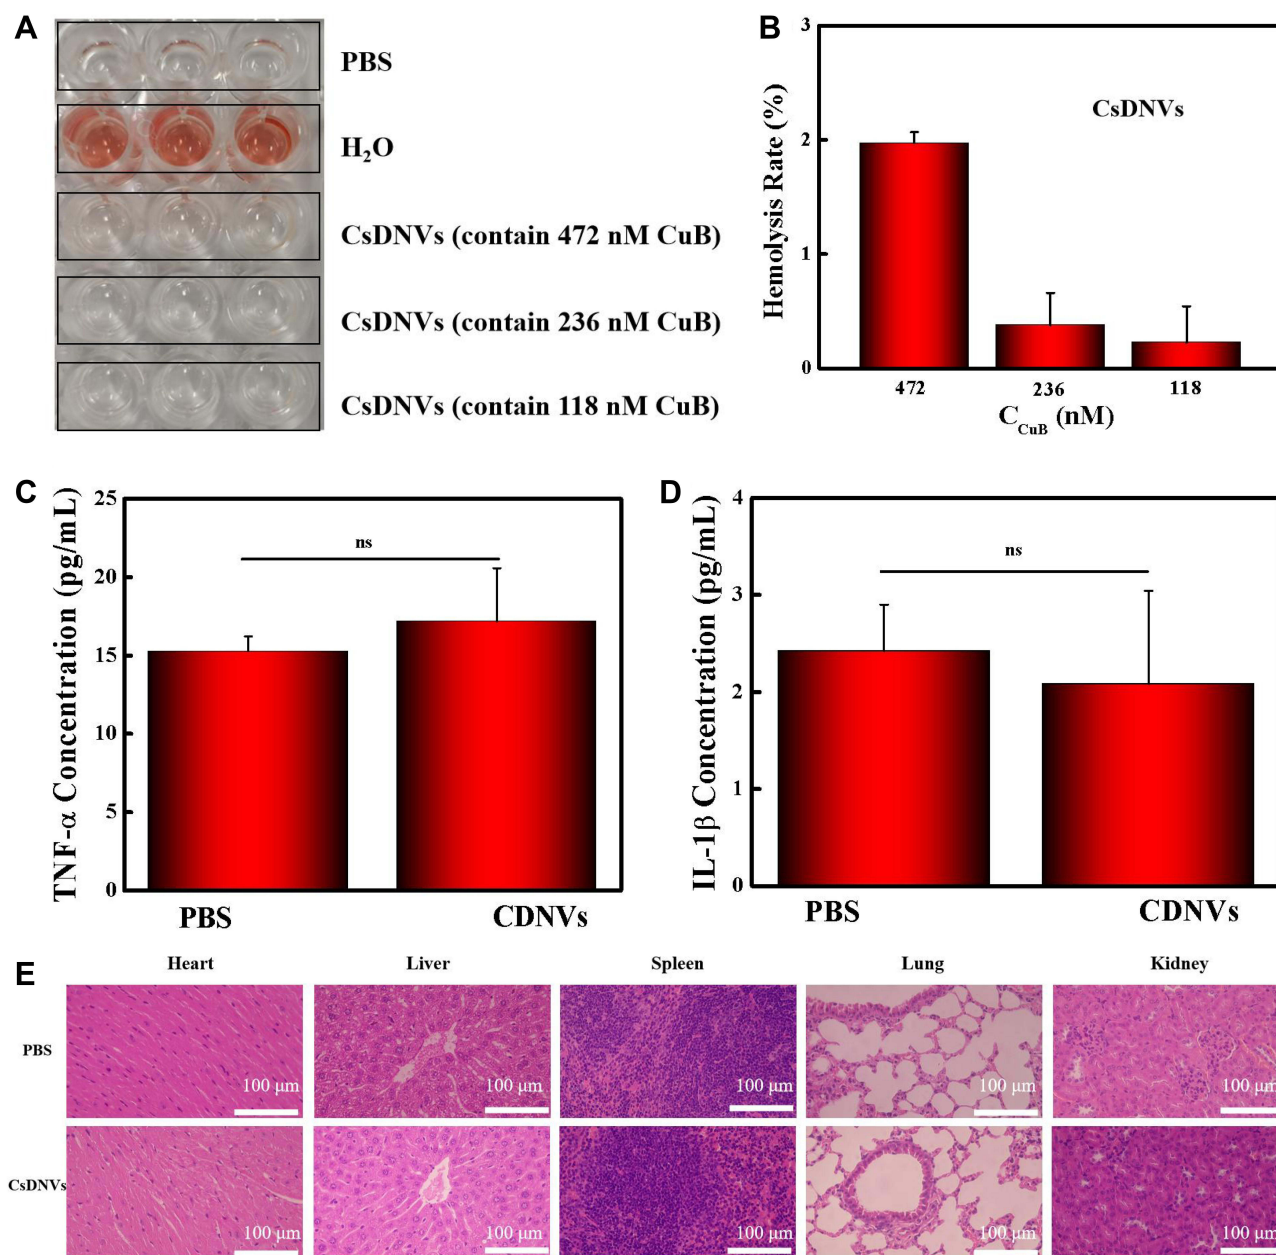 A
PBS
H₂O
CsDNVs (contain 472 nM CuB)
CsDNVs (contain 236 nM CuB)
CsDNVs (contain 118 nM CuB)
B
Hemolysis Rate (%)
3
2
1
0
CsDNVs
472 236 118
C_CuB (nM)
C
TNF-α Concentration (pg/mL)
25
20
15
10
5
0
ns
PBS CDNVs
D
IL-1β Concentration (pg/mL)
4
3
2
1
0
ns
PBS CDNVs
E
Heart Liver Spleen Lung Kidney
PBS
100 μm 100 μm 100 μm 100 μm 100 μm
CsDNVs
100 μm 100 μm 100 μm 100 μm 100 μm